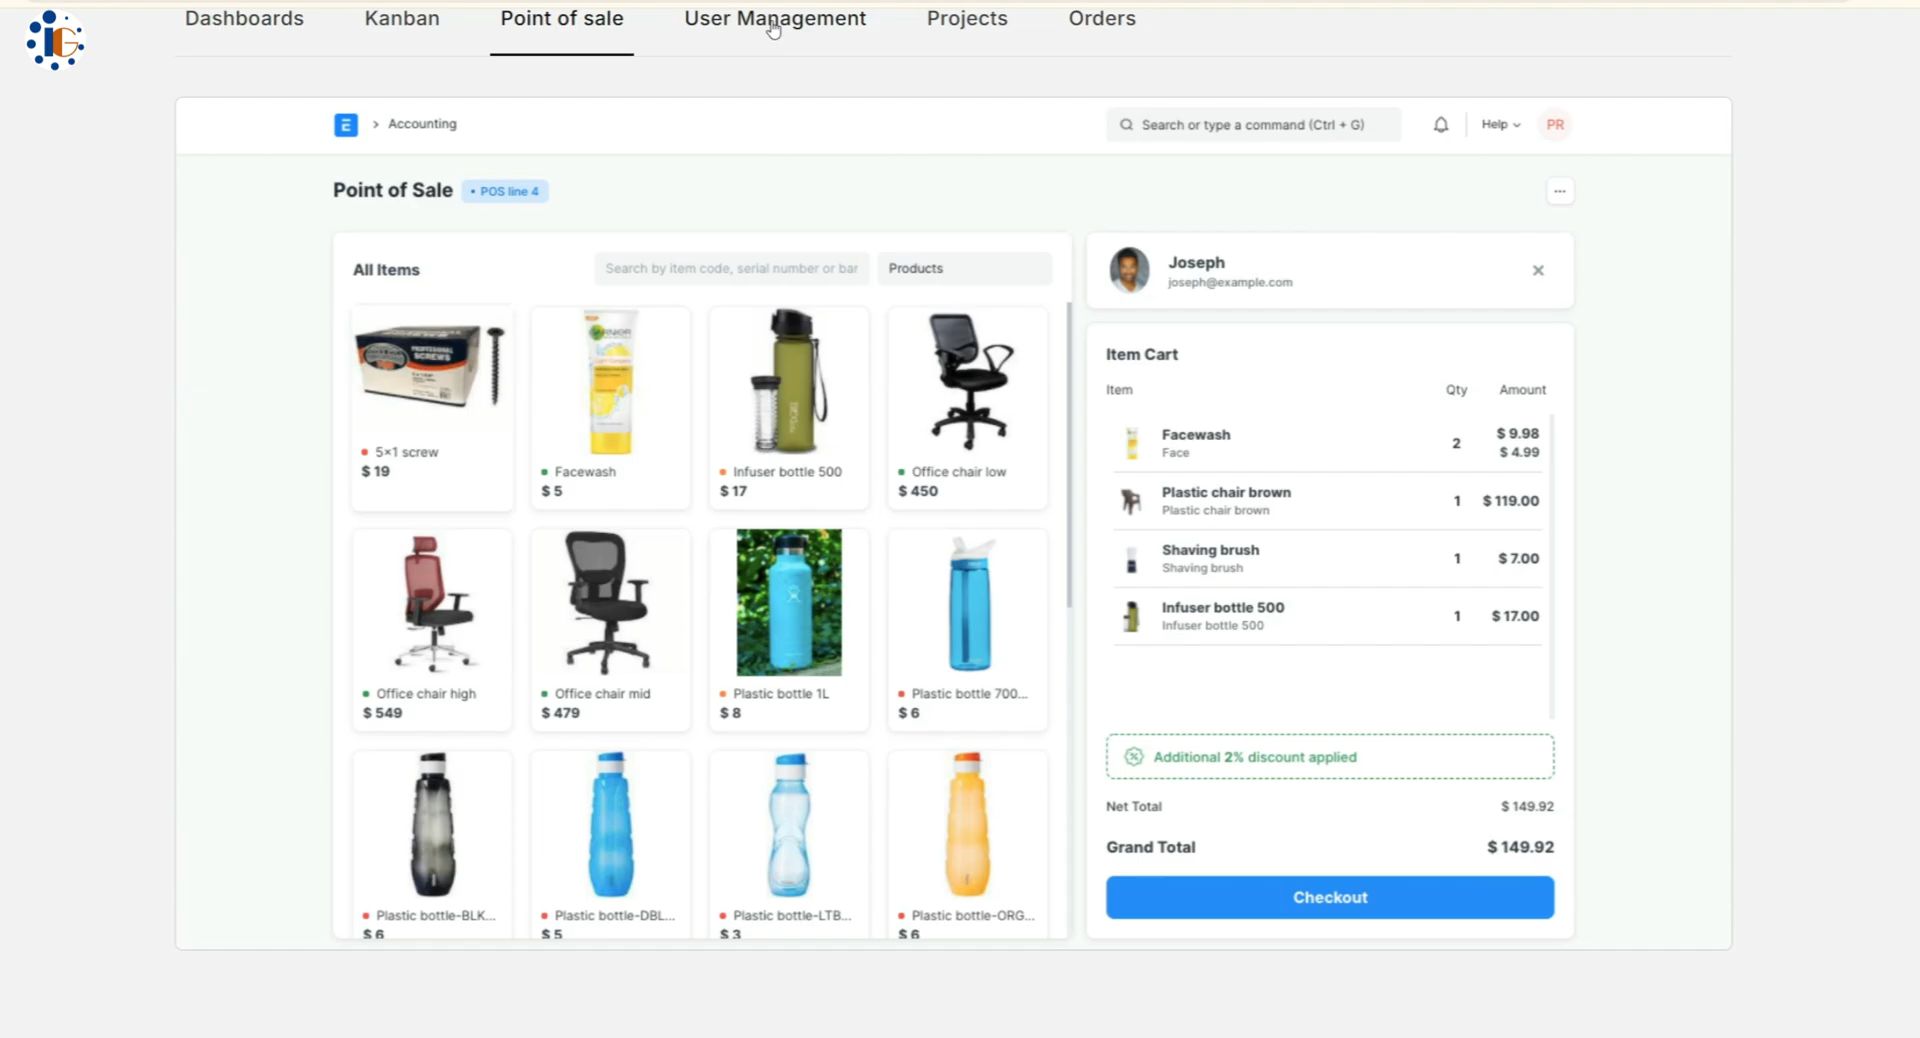 Dashboards
Kanban
Point of sale
User Management
Projects
Orders
IG
E
Accounting
Search or type a command (Ctrl + G)
Help
PR
Point of Sale
• POS line 4
...
All Items
Search by item code, serial number or bar
Products
PROFESSIONAL
SCREWS
5x1 screw
$ 19
Facewash
$ 5
Infuser bottle 500
$ 17
Office chair low
$ 450
Office chair high
$ 549
Office chair mid
$ 479
Plastic bottle 1L
$ 8
Plastic bottle 700...
$ 6
Plastic bottle-BLK...
$ 6
Plastic bottle-DBL...
$ 5
Plastic bottle-LTB...
$ 3
Plastic bottle-ORG...
$ 6
Joseph
joseph@example.com
Item Cart
Item Qty Amount
Facewash
Face
2
$ 9.98
$ 4.99
Plastic chair brown
Plastic chair brown
1
$ 119.00
Shaving brush
Shaving brush
1
$ 7.00
Infuser bottle 500
Infuser bottle 500
1
$ 17.00
Additional 2% discount applied
Net Total $ 149.92
Grand Total $ 149.92
Checkout